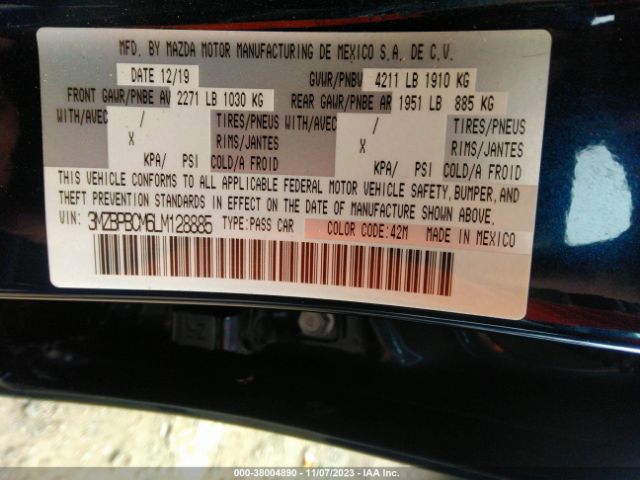 MFD. BY MAZDA MOTOR MANUFACTURING DE MEXICO S.A. DE C.V.
DATE 12/19 GVWR/PNBV 4211 LB 1910 KG
FRONT GAWR/PNBE AV 2271 LB 1030 KG REAR GAWR/PNBE AR 1951 LB 885 KG
WITH/AVEC / TIRES/PNEUS WITH/AVEC / TIRES/PNEUS
X RIMS/JANTES X RIMS/JANTES
KPA/ PSI COLD/A FROID KPA/ PSI COLD/A FROID
THIS VEHICLE CONFORMS TO ALL APPLICABLE FEDERAL MOTOR VEHICLE SAFETY, BUMPER, AND
THEFT PREVENTION STANDARDS IN EFFECT ON THE DATE OF MANUFACTURE SHOWN ABOVE.
VIN: 3MZBPBCM6LM128885 TYPE:PASS CAR COLOR CODE:42M MADE IN MEXICO
000-38004890 - 11/07/2023 - IAA Inc.